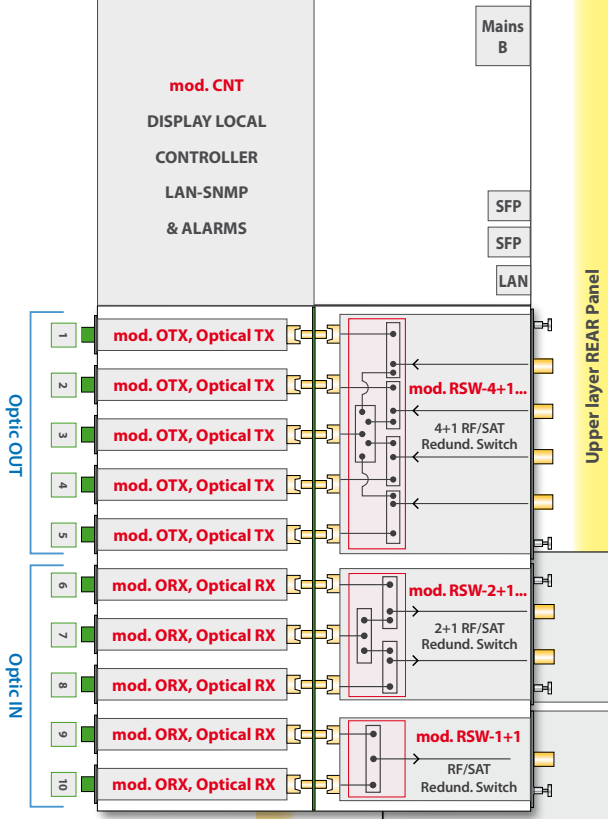 Mains
B
mod. CNT
DISPLAY LOCAL
CONTROLLER
LAN-SNMP
& ALARMS
SFP
SFP
LAN
Upper layer REAR Panel
Optic OUT
1
mod. OTX, Optical TX
2
mod. OTX, Optical TX
3
mod. OTX, Optical TX
4
mod. OTX, Optical TX
5
mod. OTX, Optical TX
mod. RSW-4+1...
4+1 RF/SAT
Redund. Switch
Optic IN
6
mod. ORX, Optical RX
7
mod. ORX, Optical RX
8
mod. ORX, Optical RX
9
mod. ORX, Optical RX
10
mod. ORX, Optical RX
mod. RSW-2+1...
2+1 RF/SAT
Redund. Switch
mod. RSW-1+1
RF/SAT
Redund. Switch